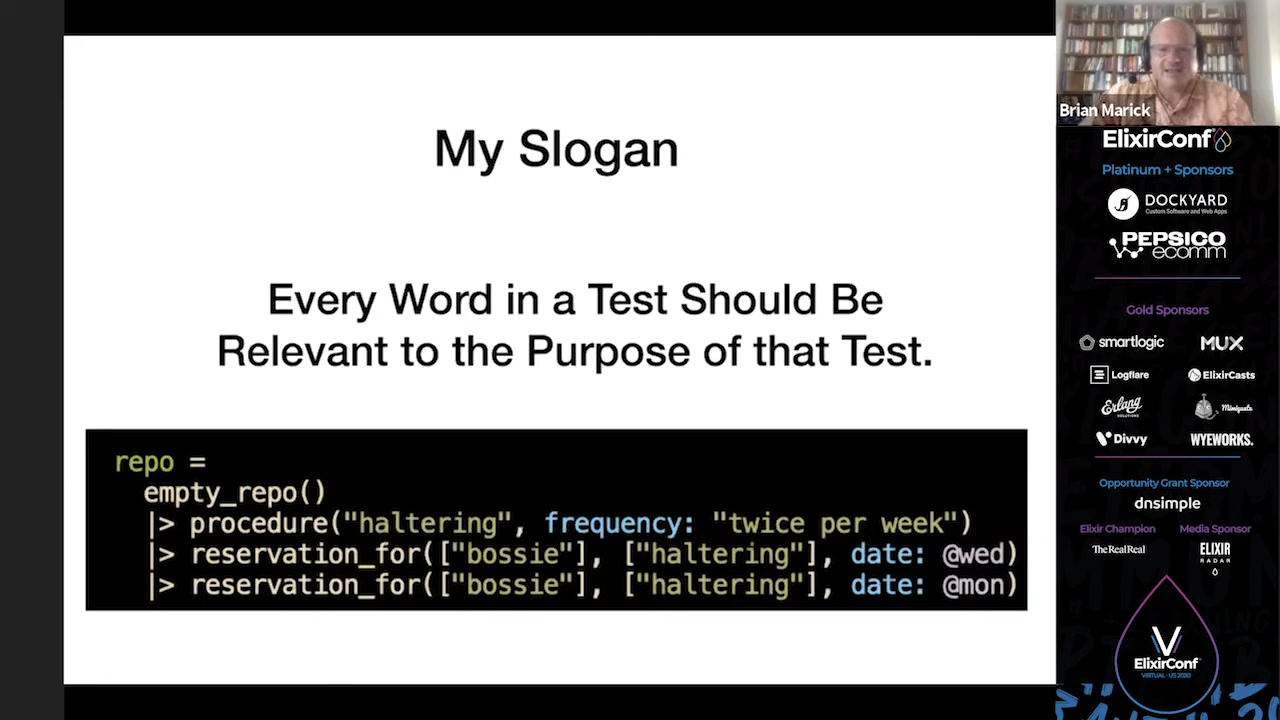 My Slogan
Every Word in a Test Should Be
Relevant to the Purpose of that Test.
repo =
empty_repo()
|> procedure("haltering", frequency: "twice per week")
|> reservation_for(["bossie"], ["haltering"], date: @wed)
|> reservation_for(["bossie"], ["haltering"], date: @mon)
Brian Marick
ElixirConf
Platinum + Sponsors
DOCKYARD
Custom Software and Web Apps
PEPSICO
ecomm
Gold Sponsors
smartlogic
MUX
Logflare
ElixirCasts
Erlang
SOLUTIONS
Divvy
WYEWORKS.
Opportunity Grant Sponsor
dnsimple
Elixir Champion
Media Sponsor
TheRealReal
ELIXIR
RADAR
V
ElixirConf
VIRTUAL · US 2020